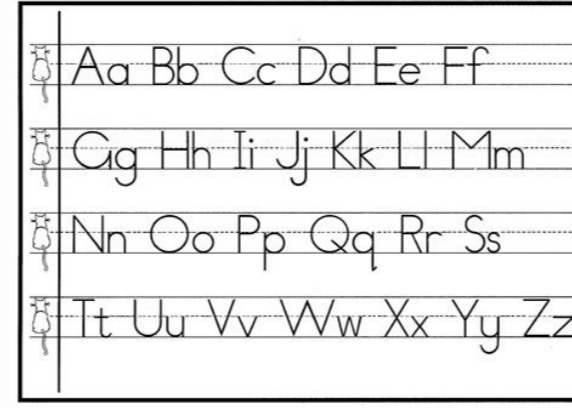 Aa Bb Cc Dd Ee Ff
Gg Hh Ii Jj Kk Ll Mm
Nn Oo Pp Qq Rr Ss
Tt Uu Vv Ww Xx Yy Zz